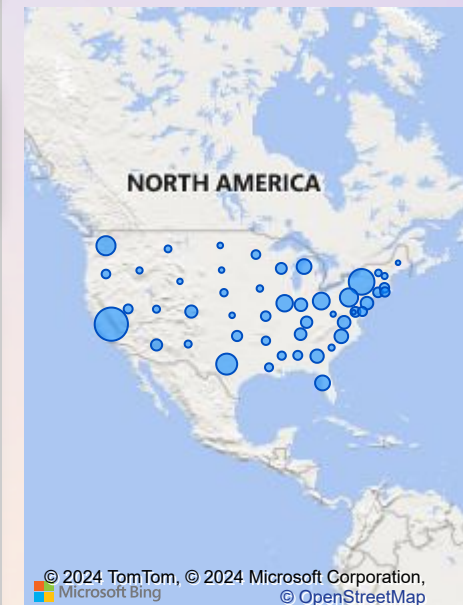 NORTH AMERICA
© 2024 TomTom, © 2024 Microsoft Corporation,
Microsoft Bing
© OpenStreetMap